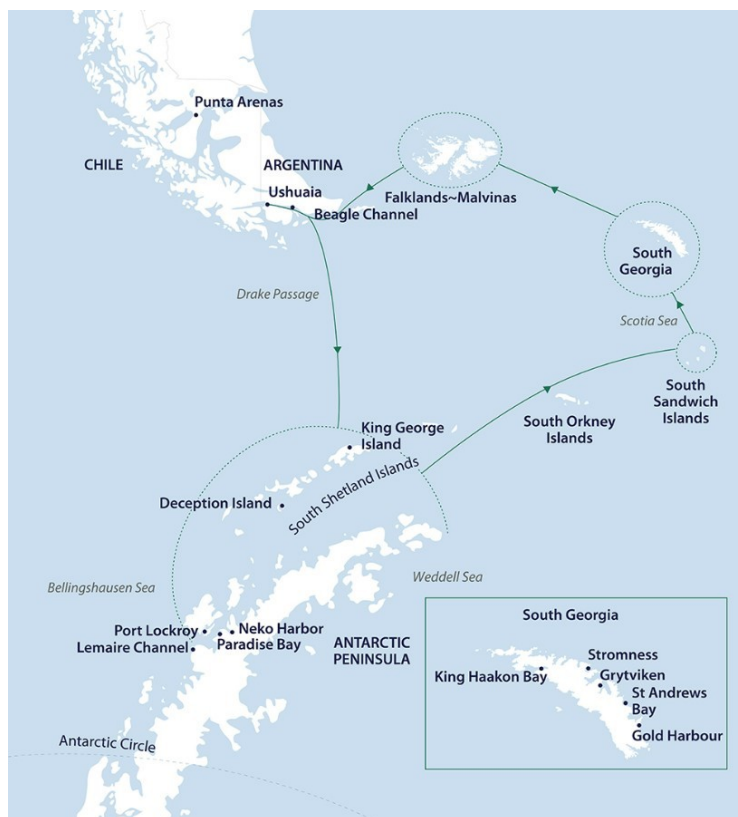 Punta Arenas
CHILE
ARGENTINA
Ushuaia
Beagle Channel
Falklands~Malvinas
South
Georgia
Drake Passage
Scotia Sea
South
Sandwich
Islands
King George
Island
South Orkney
Islands
South Shetland Islands
Deception Island
Bellingshausen Sea
Weddell Sea
Port Lockroy
Neko Harbor
Lemaire Channel
Paradise Bay
ANTARCTIC
PENINSULA
Antarctic Circle
South Georgia
Stromness
King Haakon Bay
Grytviken
St Andrews
Bay
Gold Harbour